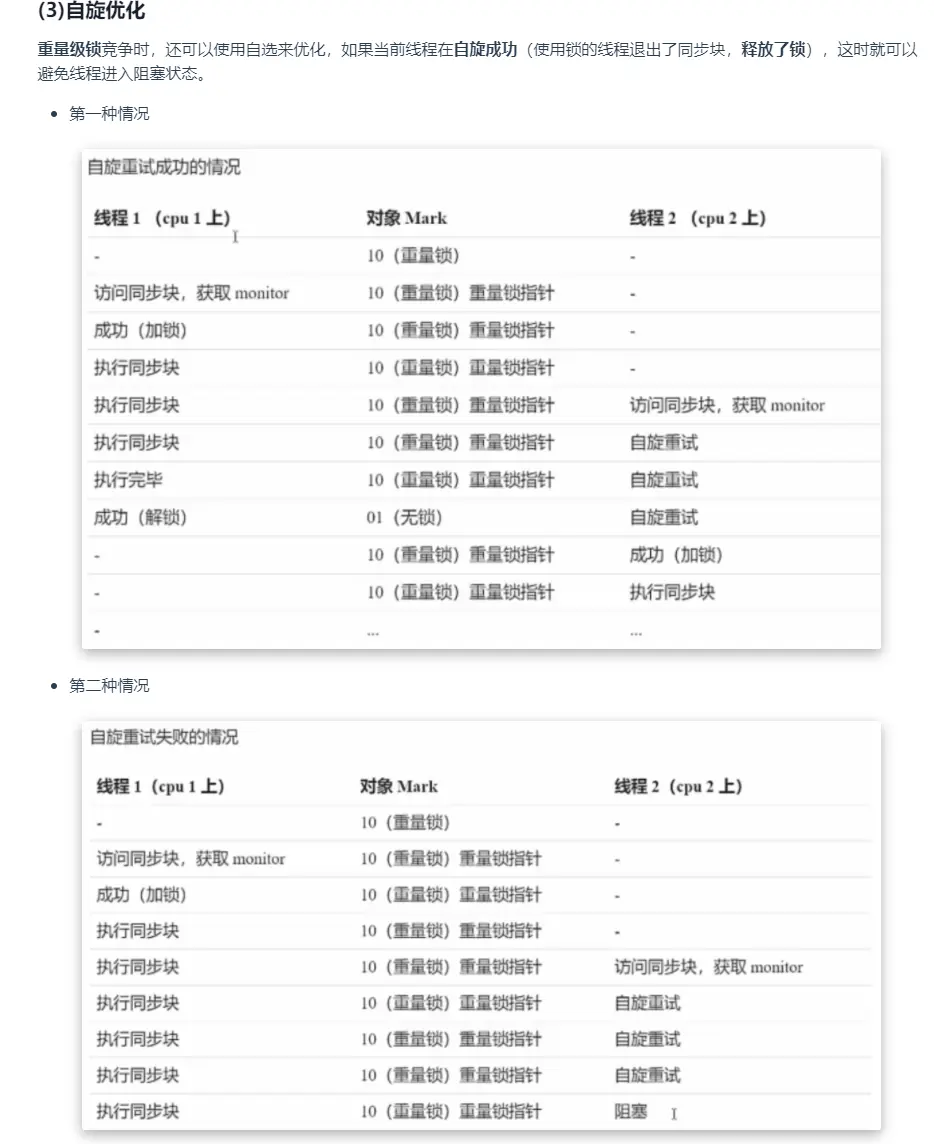 (3)自旋优化
重量级锁竞争时，还可以使用自选来优化，如果当前线程在自旋成功（使用锁的线程退出了同步块，释放了锁），这时就可以
避免线程进入阻塞状态。
• 第一种情况
自旋重试成功的情况
线程 1 （cpu 1 上） 对象 Mark 线程 2 （cpu 2 上）
- 10（重量锁） -
访问同步块，获取 monitor 10（重量锁）重量锁指针 -
成功（加锁） 10（重量锁）重量锁指针 -
执行同步块 10（重量锁）重量锁指针 -
执行同步块 10（重量锁）重量锁指针 访问同步块，获取 monitor
执行同步块 10（重量锁）重量锁指针 自旋重试
执行完毕 10（重量锁）重量锁指针 自旋重试
成功（解锁） 01（无锁） 自旋重试
- 10（重量锁）重量锁指针 成功（加锁）
- 10（重量锁）重量锁指针 执行同步块
- ... ...
• 第二种情况
自旋重试失败的情况
线程 1（cpu 1 上） 对象 Mark 线程 2（cpu 2 上）
- 10（重量锁） -
访问同步块，获取 monitor 10（重量锁）重量锁指针 -
成功（加锁） 10（重量锁）重量锁指针 -
执行同步块 10（重量锁）重量锁指针 -
执行同步块 10（重量锁）重量锁指针 访问同步块，获取 monitor
执行同步块 10（重量锁）重量锁指针 自旋重试
执行同步块 10（重量锁）重量锁指针 自旋重试
执行同步块 10（重量锁）重量锁指针 自旋重试
执行同步块 10（重量锁）重量锁指针 阻塞